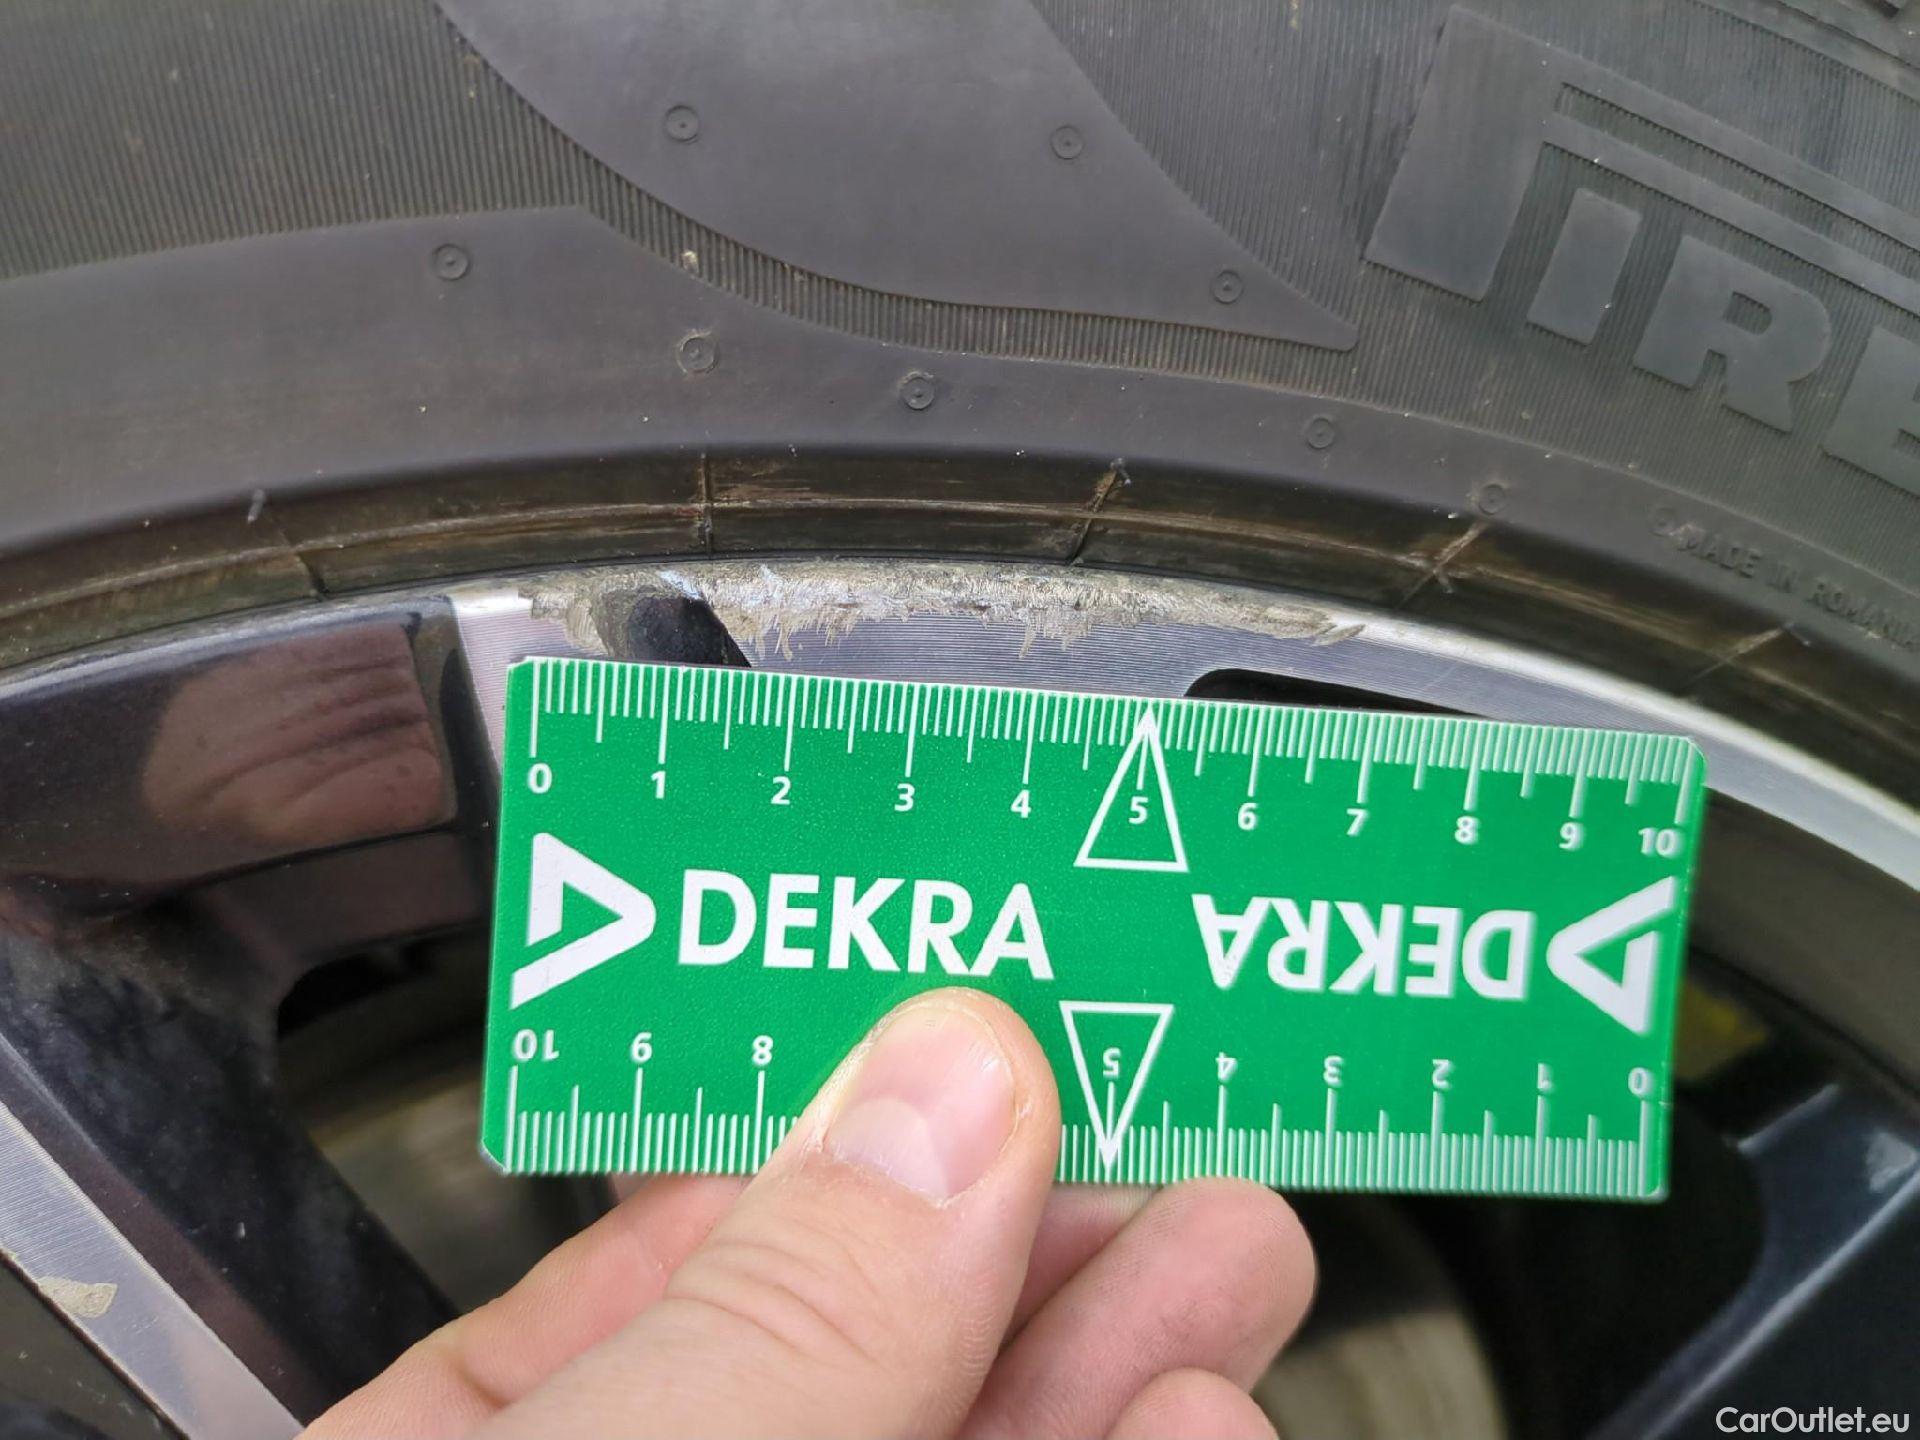 IRE
MADE IN ROMANIA
0 1 2 3 4 5 6 7 8 9 10
DEKRA DEKRA
10 9 8 5 4 3 2 1 0
CarOutlet.eu